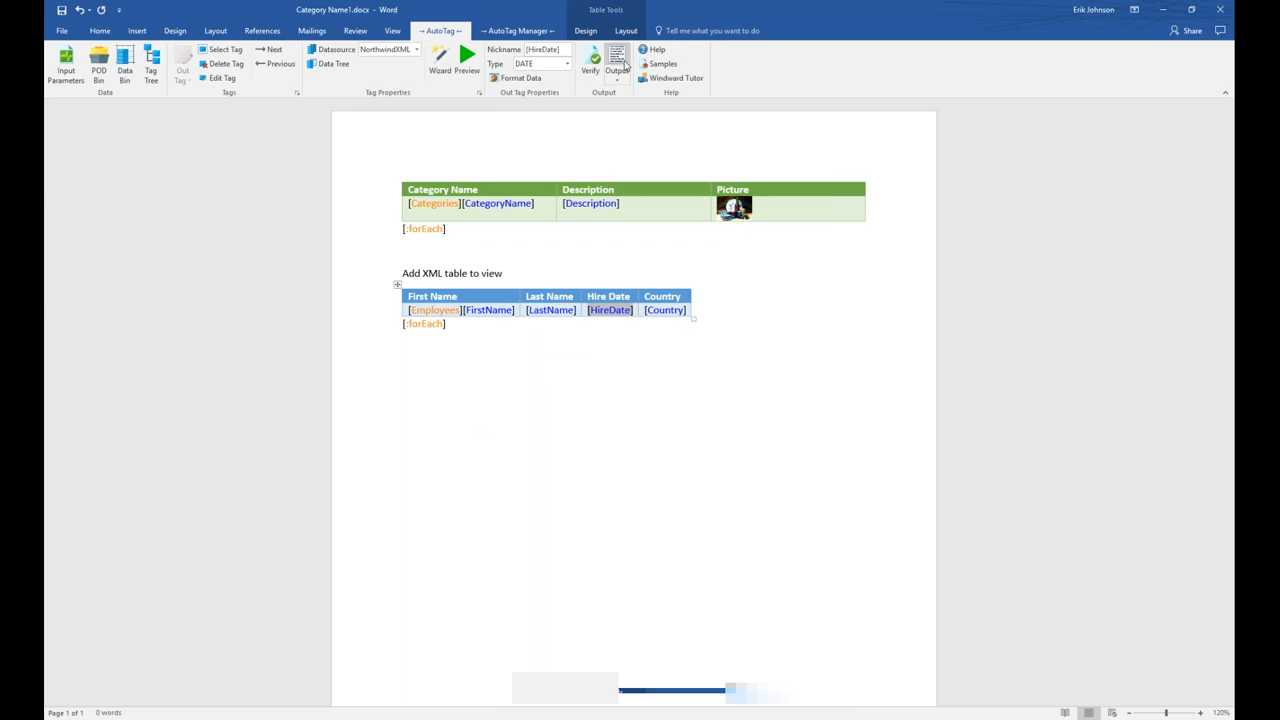 Category Name1.docx - Word
Table Tools
Erik Johnson
File Home Insert Design Layout References Mailings Review View → AutoTag ← → AutoTag Manager ← Design Layout Tell me what you want to do Share
Input Parameters
POD Bin
Data Bin
Tag Tree
Data
Out Tag
Select Tag
Delete Tag
Edit Tag
Next
Previous
Tags
Datasource NorthwindXML
Data Tree
Wizard
Preview
Tag Properties
Nickname [HireDate]
Type DATE
Format Data
Out Tag Properties
Verify
Output
Output
Help
Samples
Windward Tutor
Help
Category Name Description Picture
[Categories][CategoryName] [Description]
[:forEach]
Add XML table to view
First Name Last Name Hire Date Country
[Employees][FirstName] [LastName] [HireDate] [Country]
[:forEach]
Page 1 of 1 0 words
120%